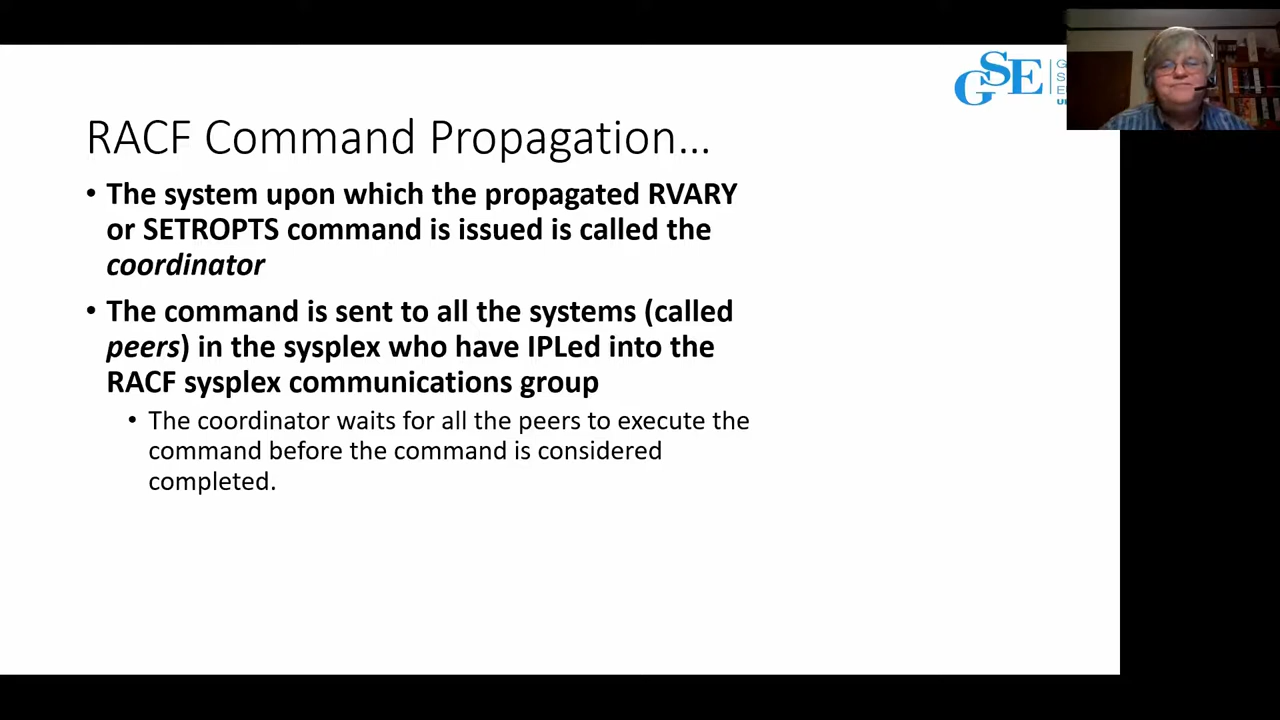 GSE
G
S
E
U
RACF Command Propagation...
• The system upon which the propagated RVARY
or SETROPTS command is issued is called the
coordinator
• The command is sent to all the systems (called
peers) in the sysplex who have IPLed into the
RACF sysplex communications group
• The coordinator waits for all the peers to execute the
command before the command is considered
completed.